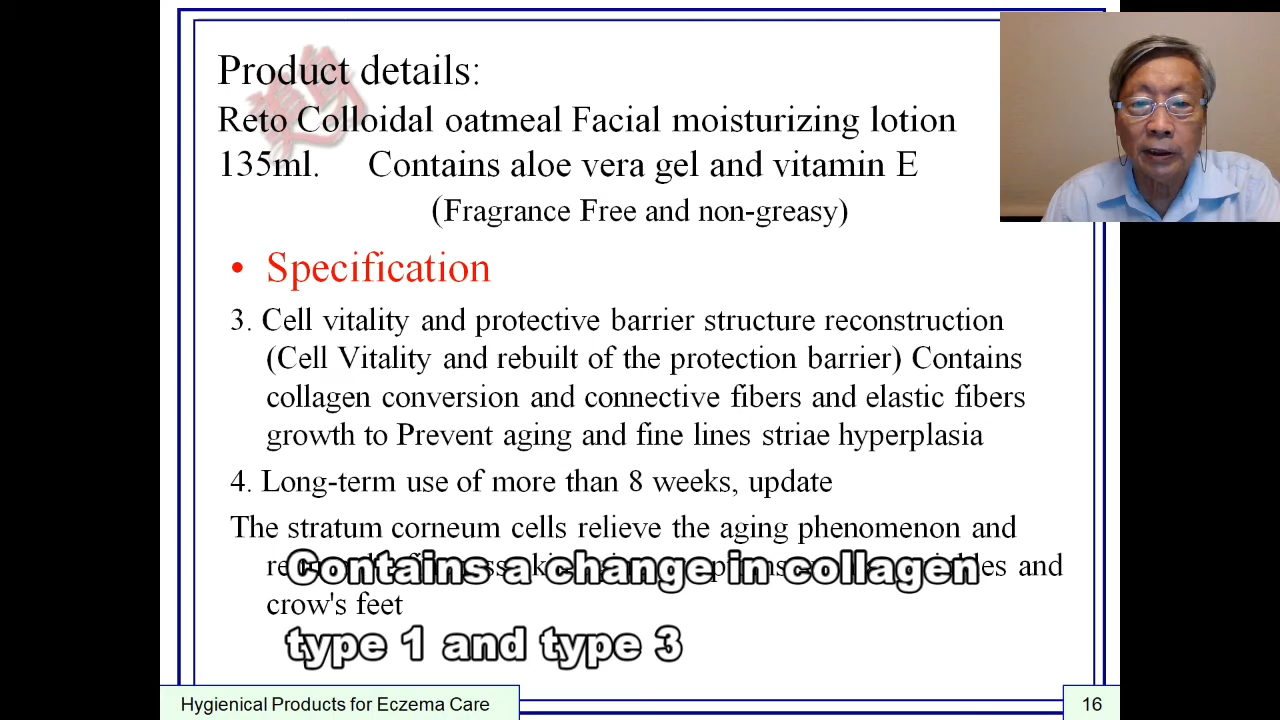 Product details:
Reto Colloidal oatmeal Facial moisturizing lotion
135ml. Contains aloe vera gel and vitamin E
(Fragrance Free and non-greasy)
• Specification
3. Cell vitality and protective barrier structure reconstruction
(Cell Vitality and rebuilt of the protection barrier) Contains
collagen conversion and connective fibers and elastic fibers
growth to Prevent aging and fine lines striae hyperplasia
4. Long-term use of more than 8 weeks, update
The stratum corneum cells relieve the aging phenomenon and
and
crow's feet
Contains a change in collagen
type 1 and type 3
Hygienical Products for Eczema Care
16